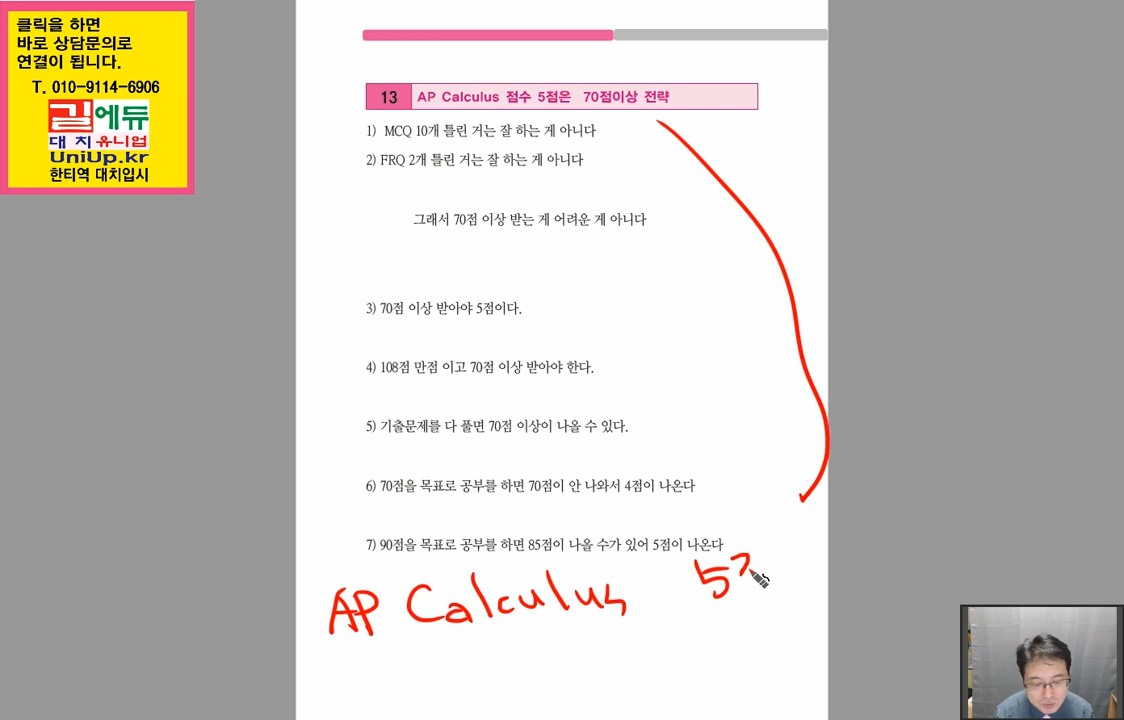 클릭을 하면
바로 상담문의로
연결이 됩니다.
T. 010-9114-6906
길에듀
대 치 유니업
UniUp.kr
한티역 대치입시
13 AP Calculus 점수 5점은 70점이상 전략
1) MCQ 10개 틀린 거는 잘 하는 게 아니다
2) FRQ 2개 틀린 거는 잘 하는 게 아니다
그래서 70점 이상 받는 게 어려운 게 아니다
3) 70점 이상 받아야 5점이다.
4) 108점 만점 이고 70점 이상 받아야 한다.
5) 기출문제를 다 풀면 70점 이상이 나올 수 있다.
6) 70점을 목표로 공부를 하면 70점이 안 나와서 4점이 나온다
7) 90점을 목표로 공부를 하면 85점이 나올 수가 있어 5점이 나온다
AP Calculus 5